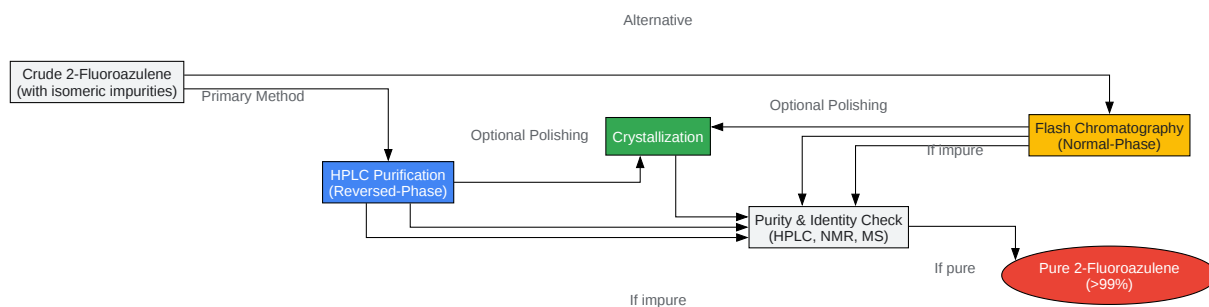 Alternative
Crude 2-Fluoroazulene
(with isomeric impurities)
Primary Method
Optional Polishing
Flash Chromatography
(Normal-Phase)
Optional Polishing
Crystallization
If impure
HPLC Purification
(Reversed-Phase)
Purity & Identity Check
(HPLC, NMR, MS)
If pure
Pure 2-Fluoroazulene
(>99%)
If impure